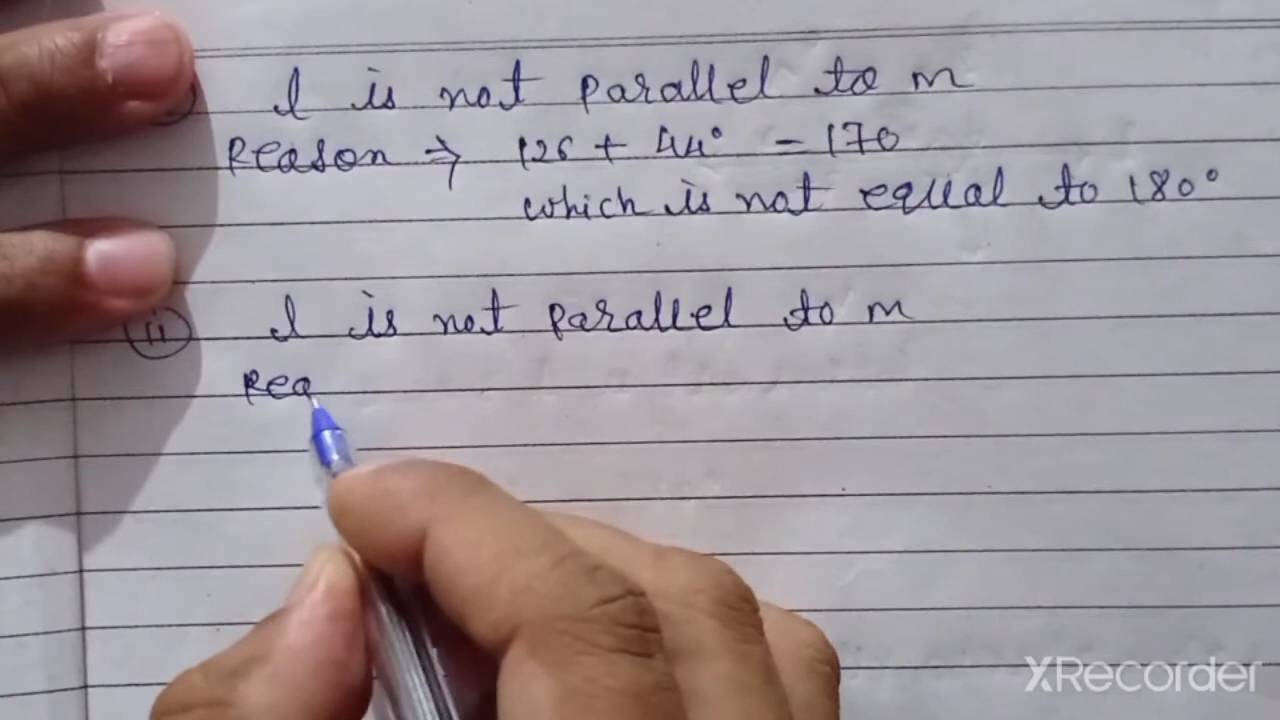 ) l is not parallel to m
Reason ⇒ 126 + 44° = 170
which is not equal to 180°
(ii) l is not parallel to m
Rea
XRecorder